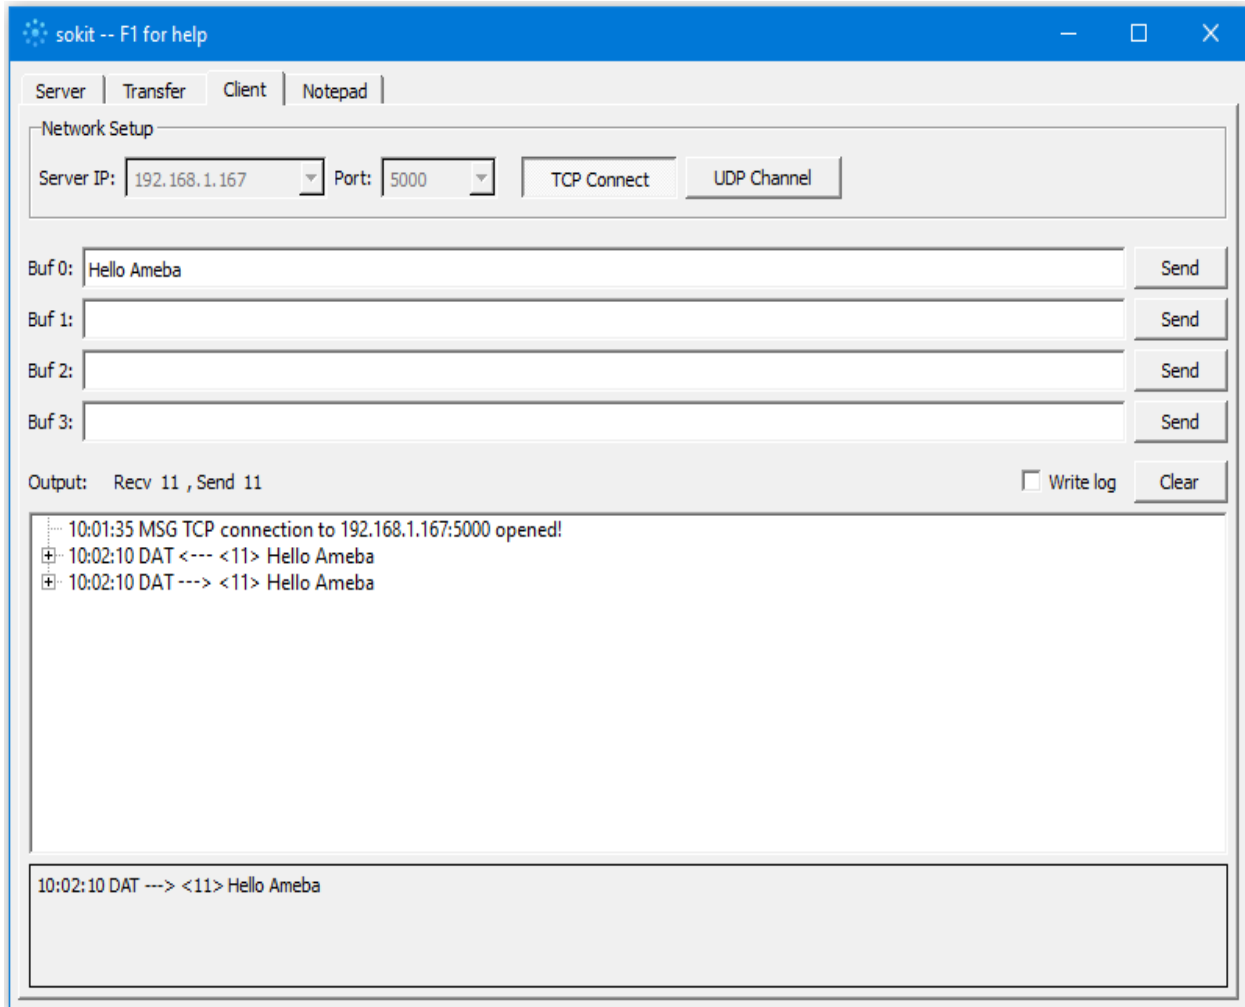 sokit -- F1 for help
Server Transfer Client Notepad
Network Setup
Server IP: 192.168.1.167 Port: 5000 TCP Connect UDP Channel
Buf 0: Hello Ameba Send
Buf 1: Send
Buf 2: Send
Buf 3: Send
Output: Recv 11 , Send 11 Write log Clear
10:01:35 MSG TCP connection to 192.168.1.167:5000 opened!
10:02:10 DAT <--- <11> Hello Ameba
10:02:10 DAT ---> <11> Hello Ameba
10:02:10 DAT ---> <11> Hello Ameba